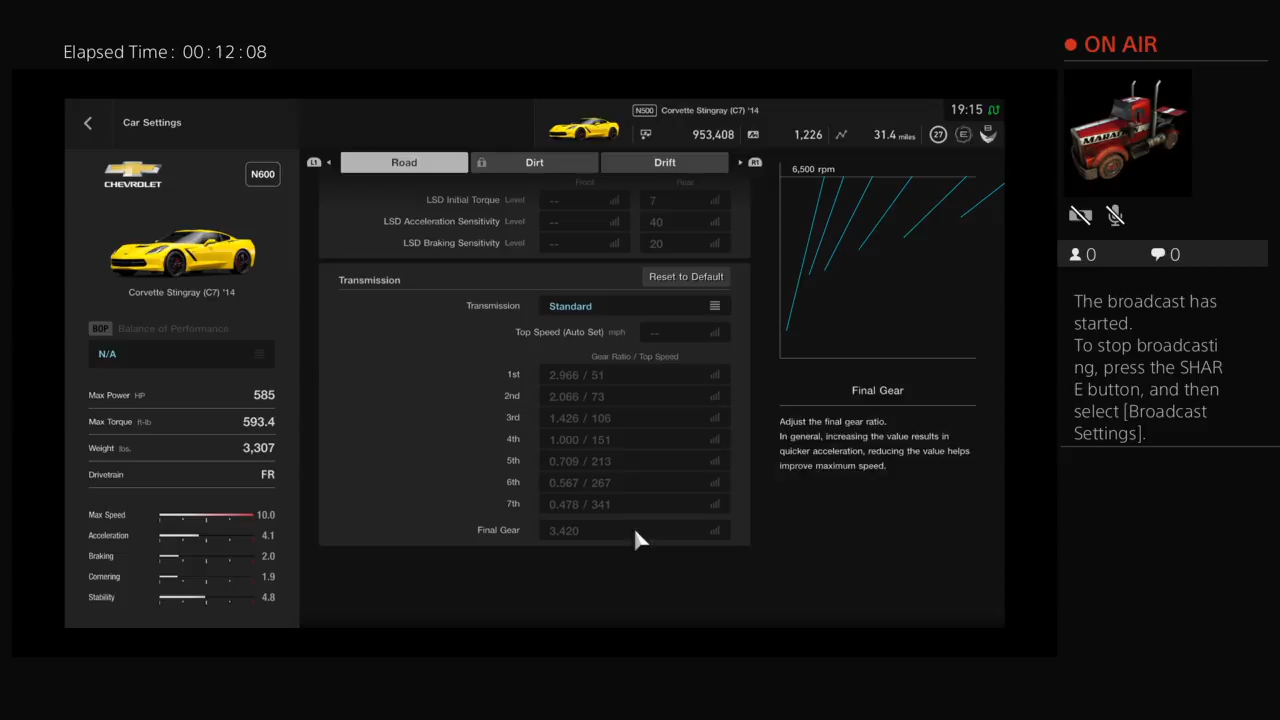 Elapsed Time: 00:12:08
ON AIR
Car Settings
N500 Corvette Stingray (C7) '14
19:15
953,408 1,226 31.4 miles 27 E B
CHEVROLET
N600
L1 Road Dirt Drift R1
6,500 rpm
Front Rear
LSD Initial Torque Level -- 7
LSD Acceleration Sensitivity Level -- 40
LSD Braking Sensitivity Level -- 20
MARAU
0 0
Transmission
Reset to Default
Corvette Stingray (C7) '14
Transmission Standard
Top Speed (Auto Set) mph --
BOP Balance of Performance
N/A
Gear Ratio / Top Speed
1st 2.966 / 51
2nd 2.066 / 73
3rd 1.426 / 106
4th 1.000 / 151
5th 0.709 / 213
6th 0.567 / 267
7th 0.478 / 341
Final Gear 3.420
Max Power HP 585
Max Torque ft-lb 593.4
Weight lbs. 3,307
Drivetrain FR
Max Speed 10.0
Acceleration 4.1
Braking 2.0
Cornering 1.9
Stability 4.8
Final Gear
Adjust the final gear ratio.
In general, increasing the value results in
quicker acceleration, reducing the value helps
improve maximum speed.
The broadcast has
started.
To stop broadcasti
ng, press the SHAR
E button, and then
select [Broadcast
Settings].